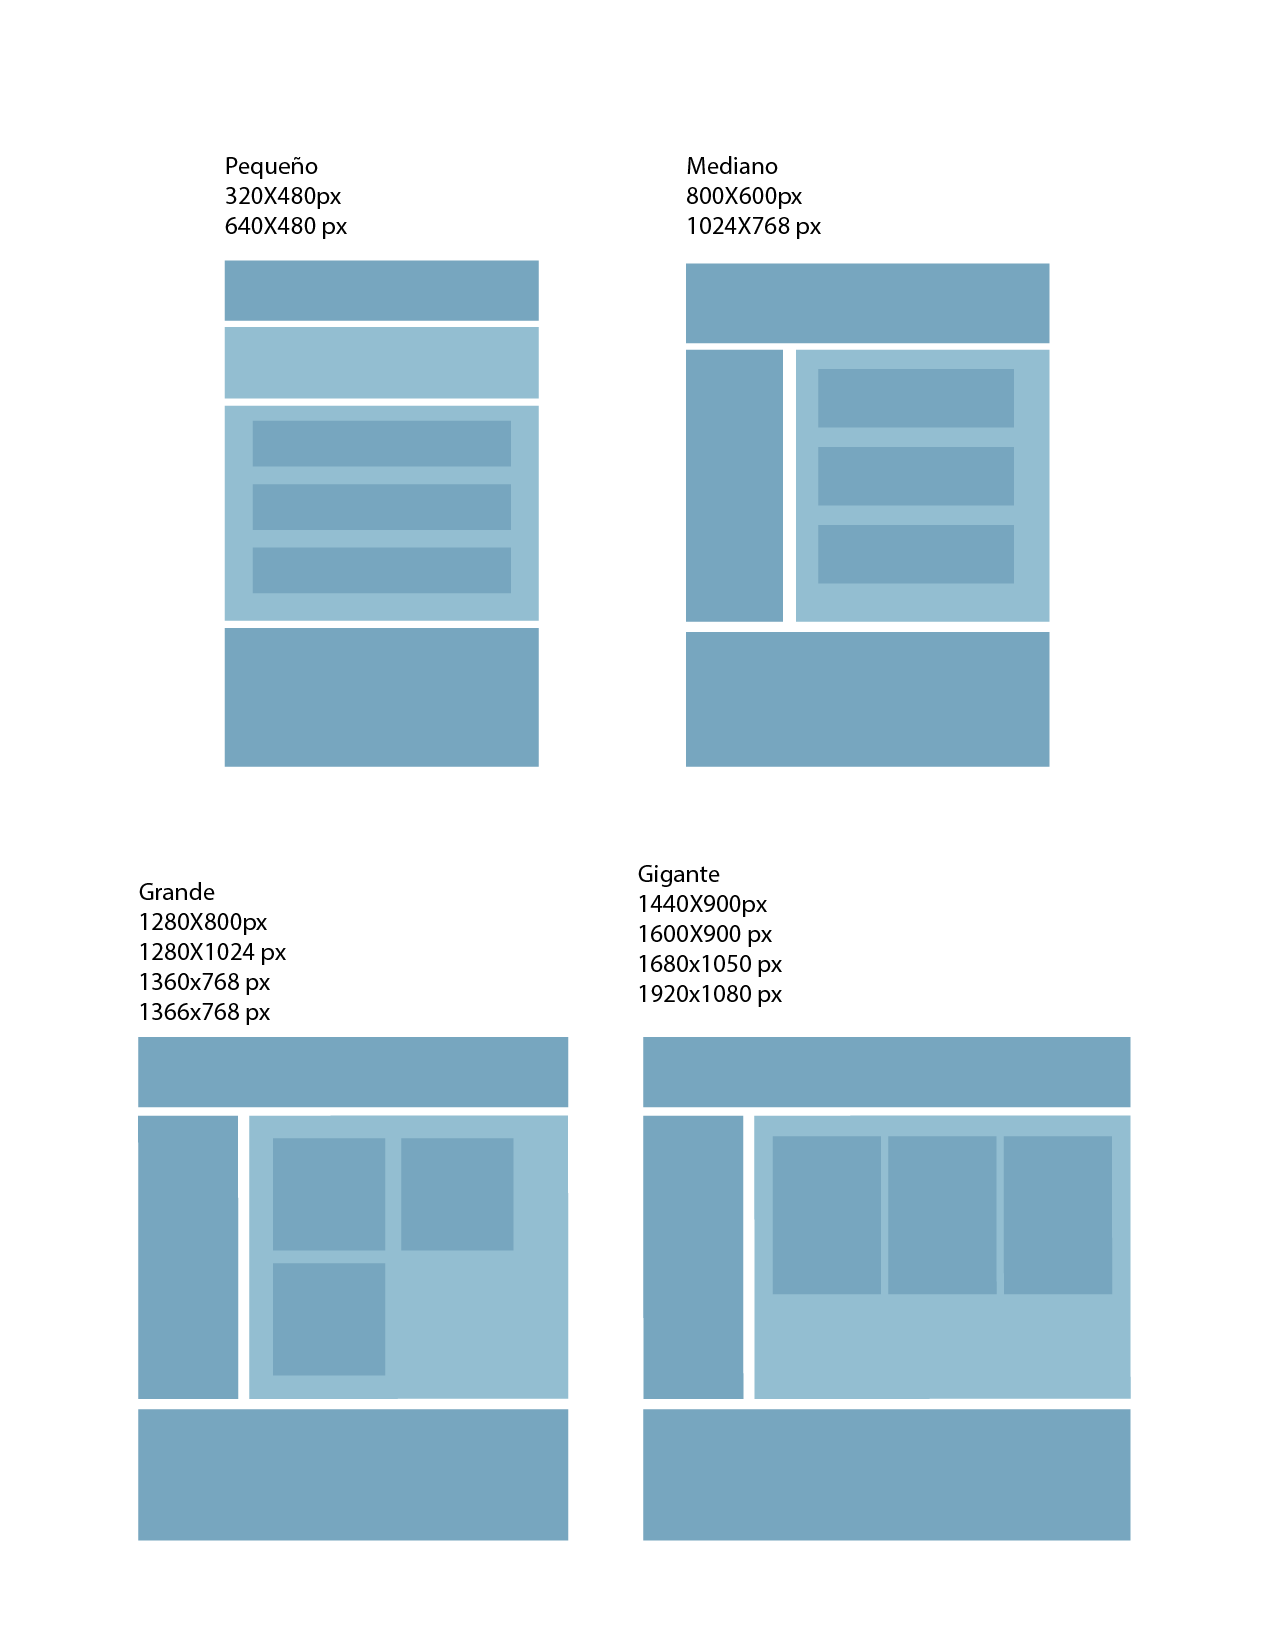 Pequeño
320X480px
640X480 px
Mediano
800X600px
1024X768 px
Grande
1280X800px
1280X1024 px
1360x768 px
1366x768 px
Gigante
1440X900px
1600X900 px
1680x1050 px
1920x1080 px